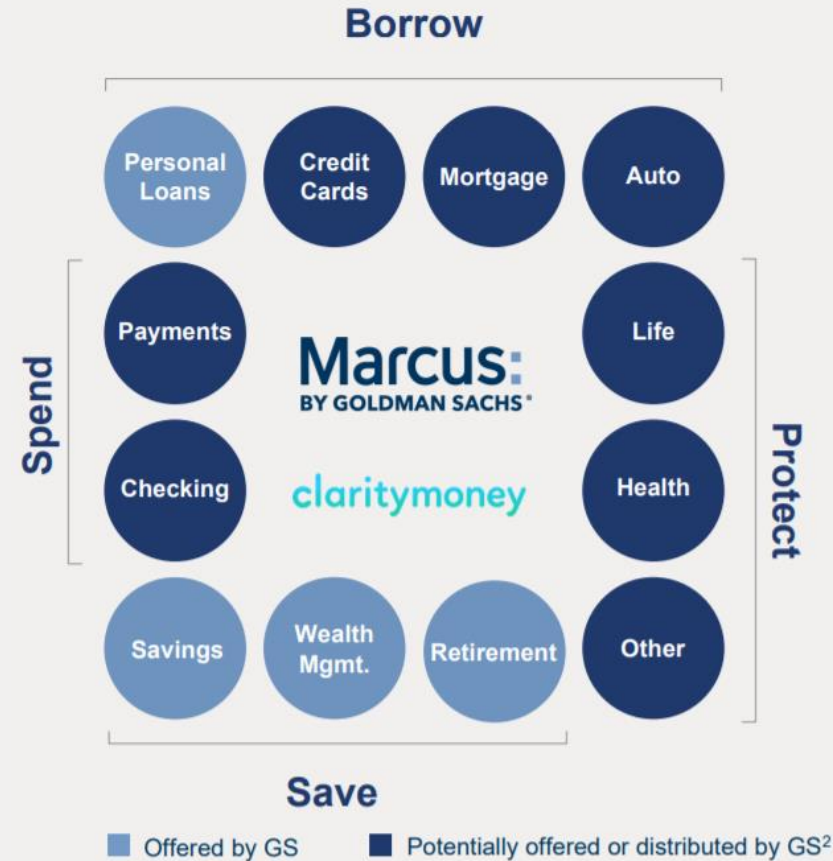 Borrow
Personal
Loans
Credit
Cards
Mortgage
Auto
Spend
Payments
Checking
Marcus:
BY GOLDMAN SACHS®
claritymoney
Life
Health
Other
Protect
Savings
Wealth
Mgmt.
Retirement
Save
Offered by GS
Potentially offered or distributed by GS²